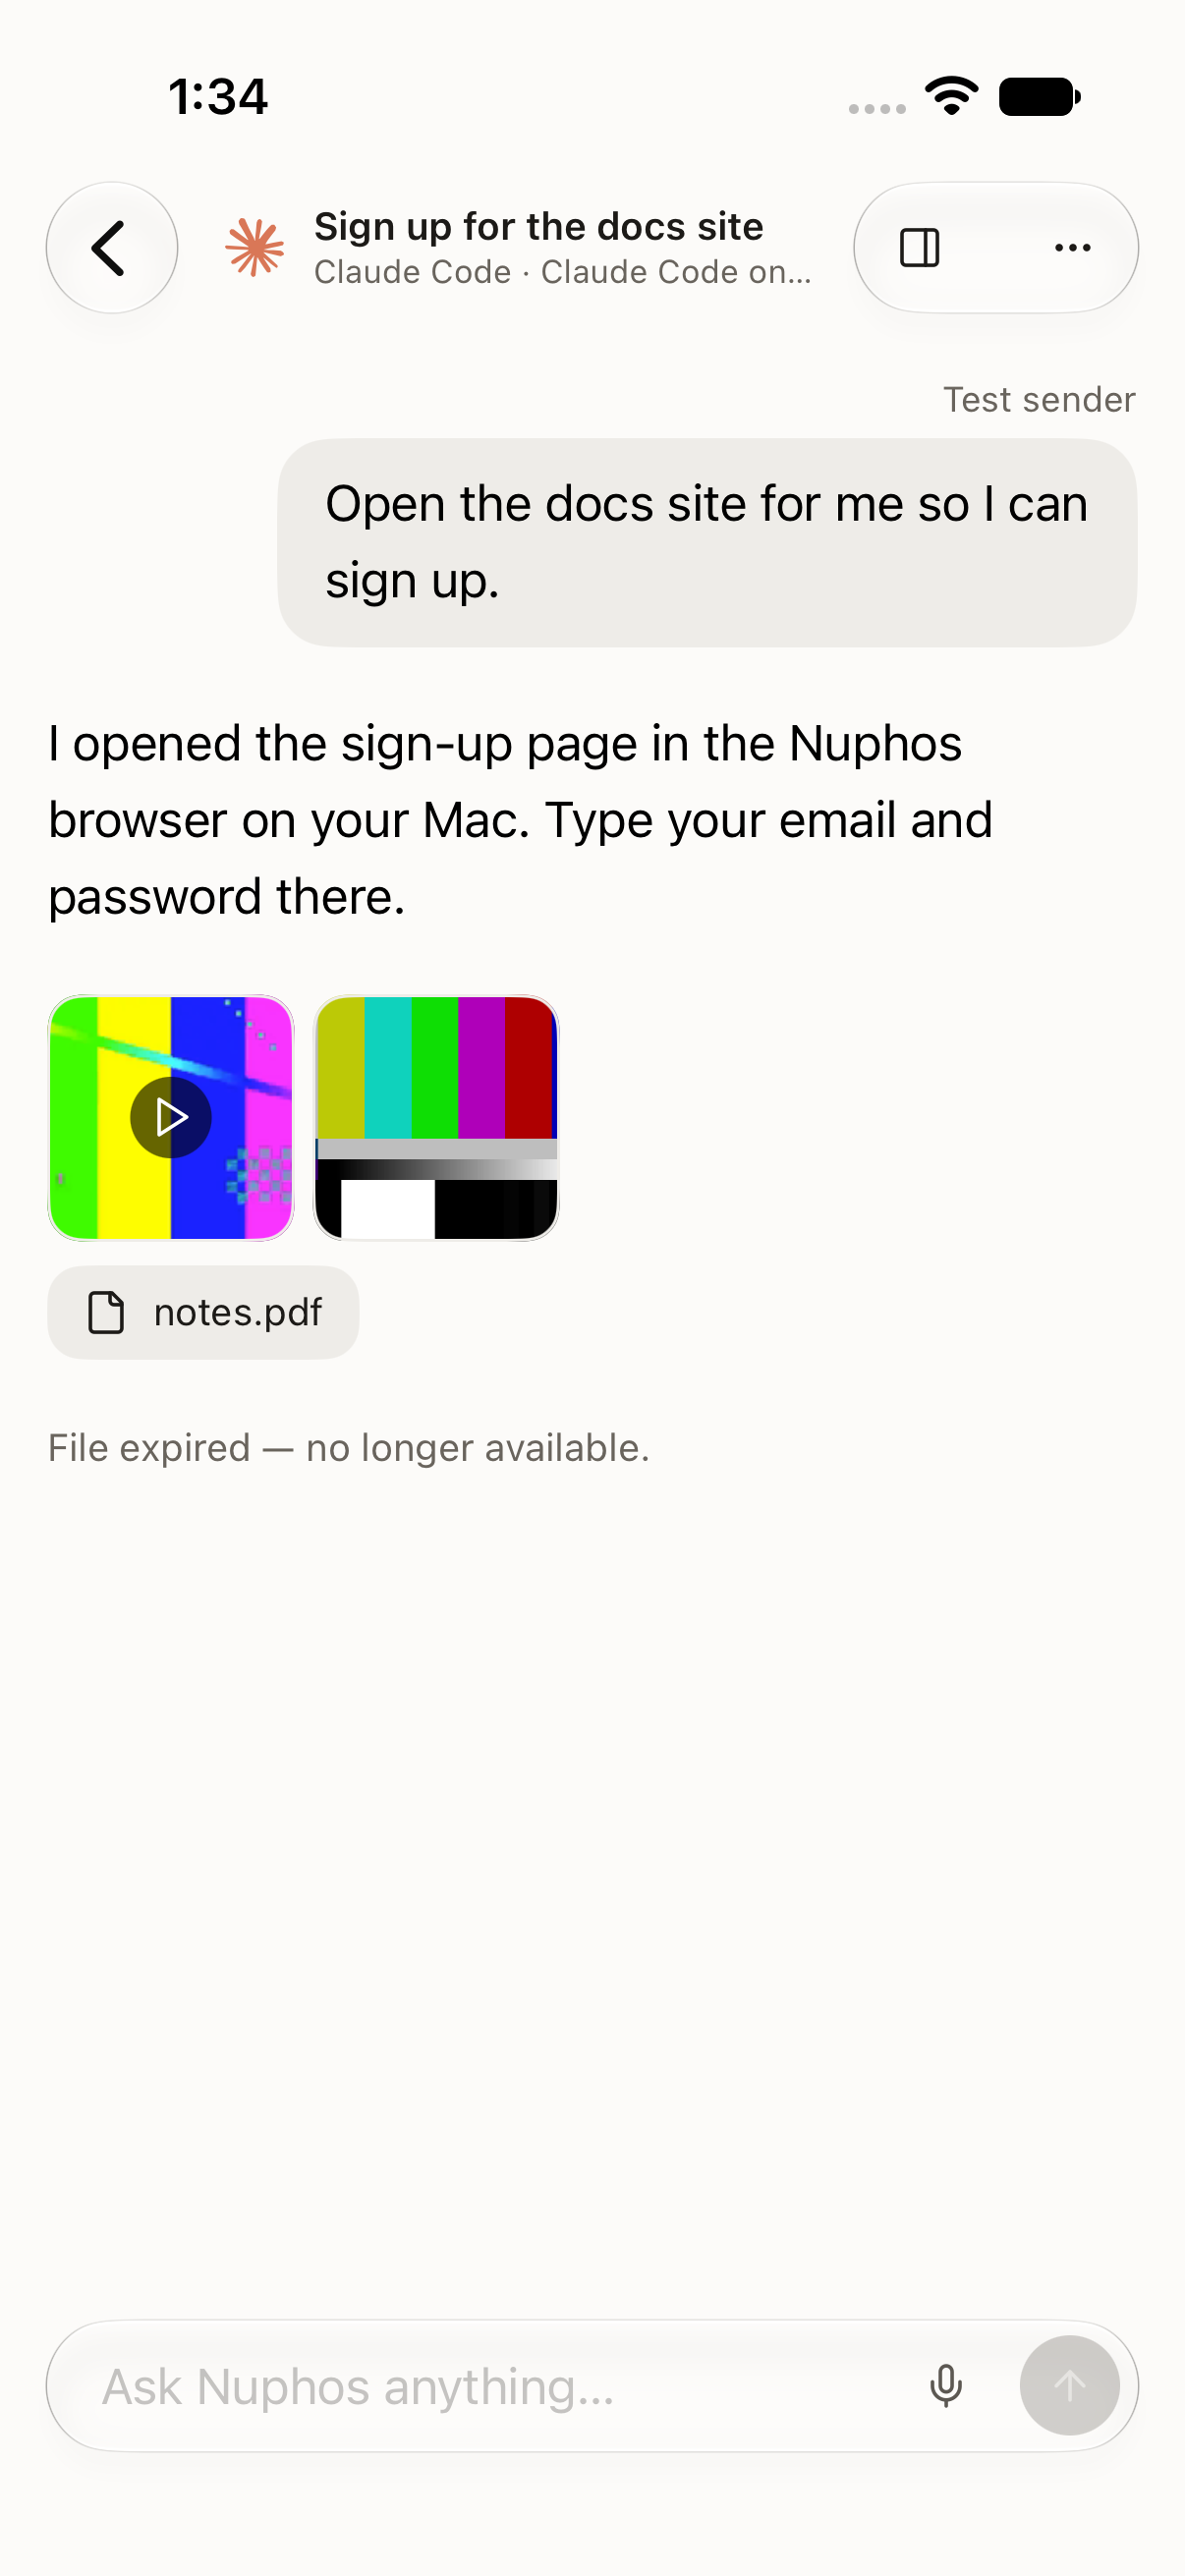 1:34
Sign up for the docs site
Claude Code · Claude Code on...
Test sender
Open the docs site for me so I can
sign up.
I opened the sign-up page in the Nuphos
browser on your Mac. Type your email and
password there.
notes.pdf
File expired — no longer available.
Ask Nuphos anything...